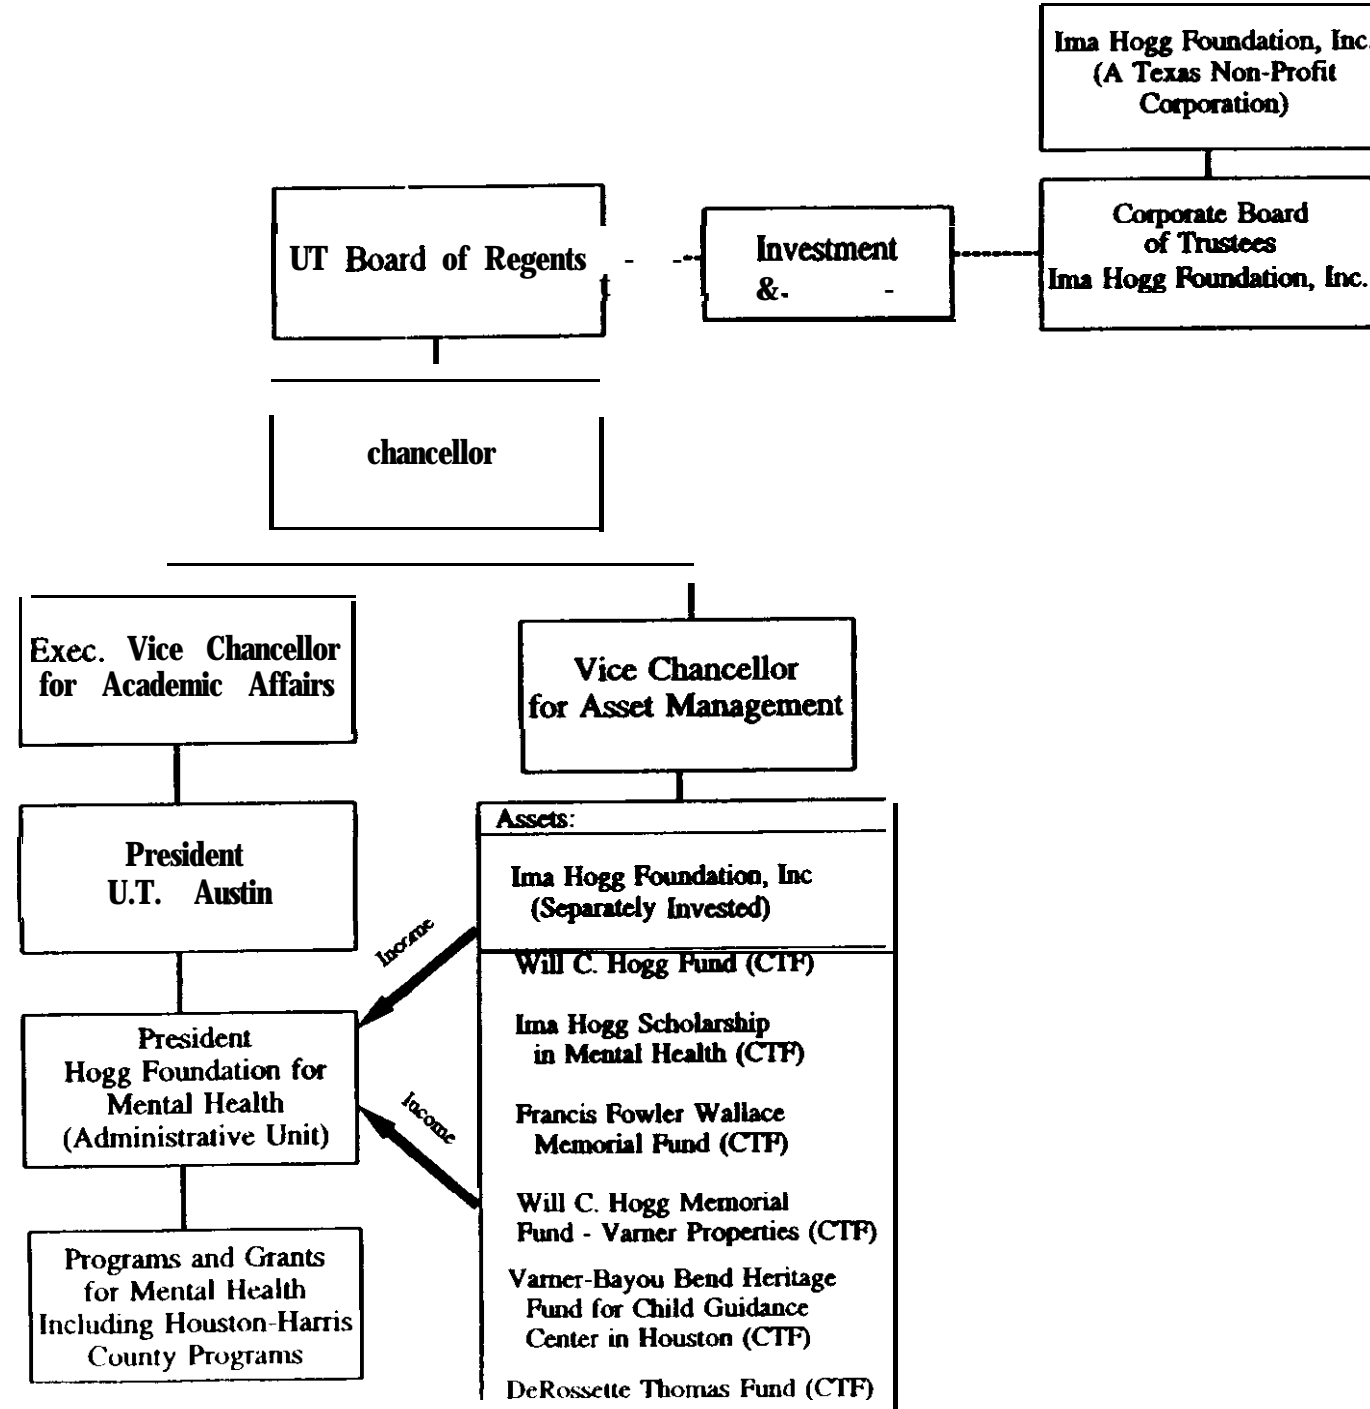 Ima Hogg Foundation, Inc.
(A Texas Non-Profit
Corporation)
Corporate Board
of Trustees
Ima Hogg Foundation, Inc.
UT Board of Regents
Investment
&
chancellor
Exec. Vice Chancellor
for Academic Affairs
Vice Chancellor
for Asset Management
President
U.T. Austin
Assets:
Ima Hogg Foundation, Inc
(Separately Invested)
Income
Will C. Hogg Fund (CTF)
Ima Hogg Scholarship
in Mental Health (CTF)
President
Hogg Foundation for
Mental Health
(Administrative Unit)
Income
Francis Fowler Wallace
Memorial Fund (CTF)
Will C. Hogg Memorial
Fund - Varner Properties (CTF)
Programs and Grants
for Mental Health
Including Houston-Harris
County Programs
Varner-Bayou Bend Heritage
Fund for Child Guidance
Center in Houston (CTF)
DeRossette Thomas Fund (CTF)